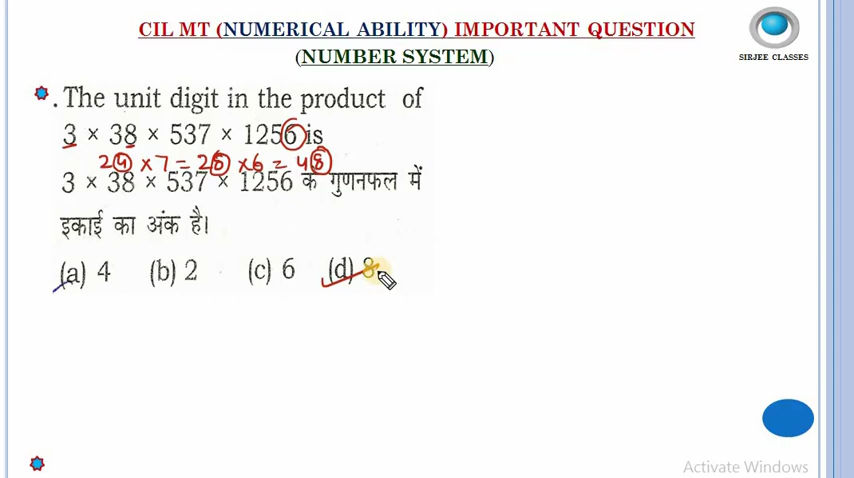 CIL MT (NUMERICAL ABILITY) IMPORTANT QUESTION
(NUMBER SYSTEM)
SIRJEE CLASSES
. The unit digit in the product of
3 × 38 × 537 × 1256 is
24 × 7 = 28 × 6 = 48
3 × 38 × 537 × 1256 के गुणनफल में
इकाई का अंक है।
(a) 4 (b) 2 (c) 6 (d) 8
Activate Windows